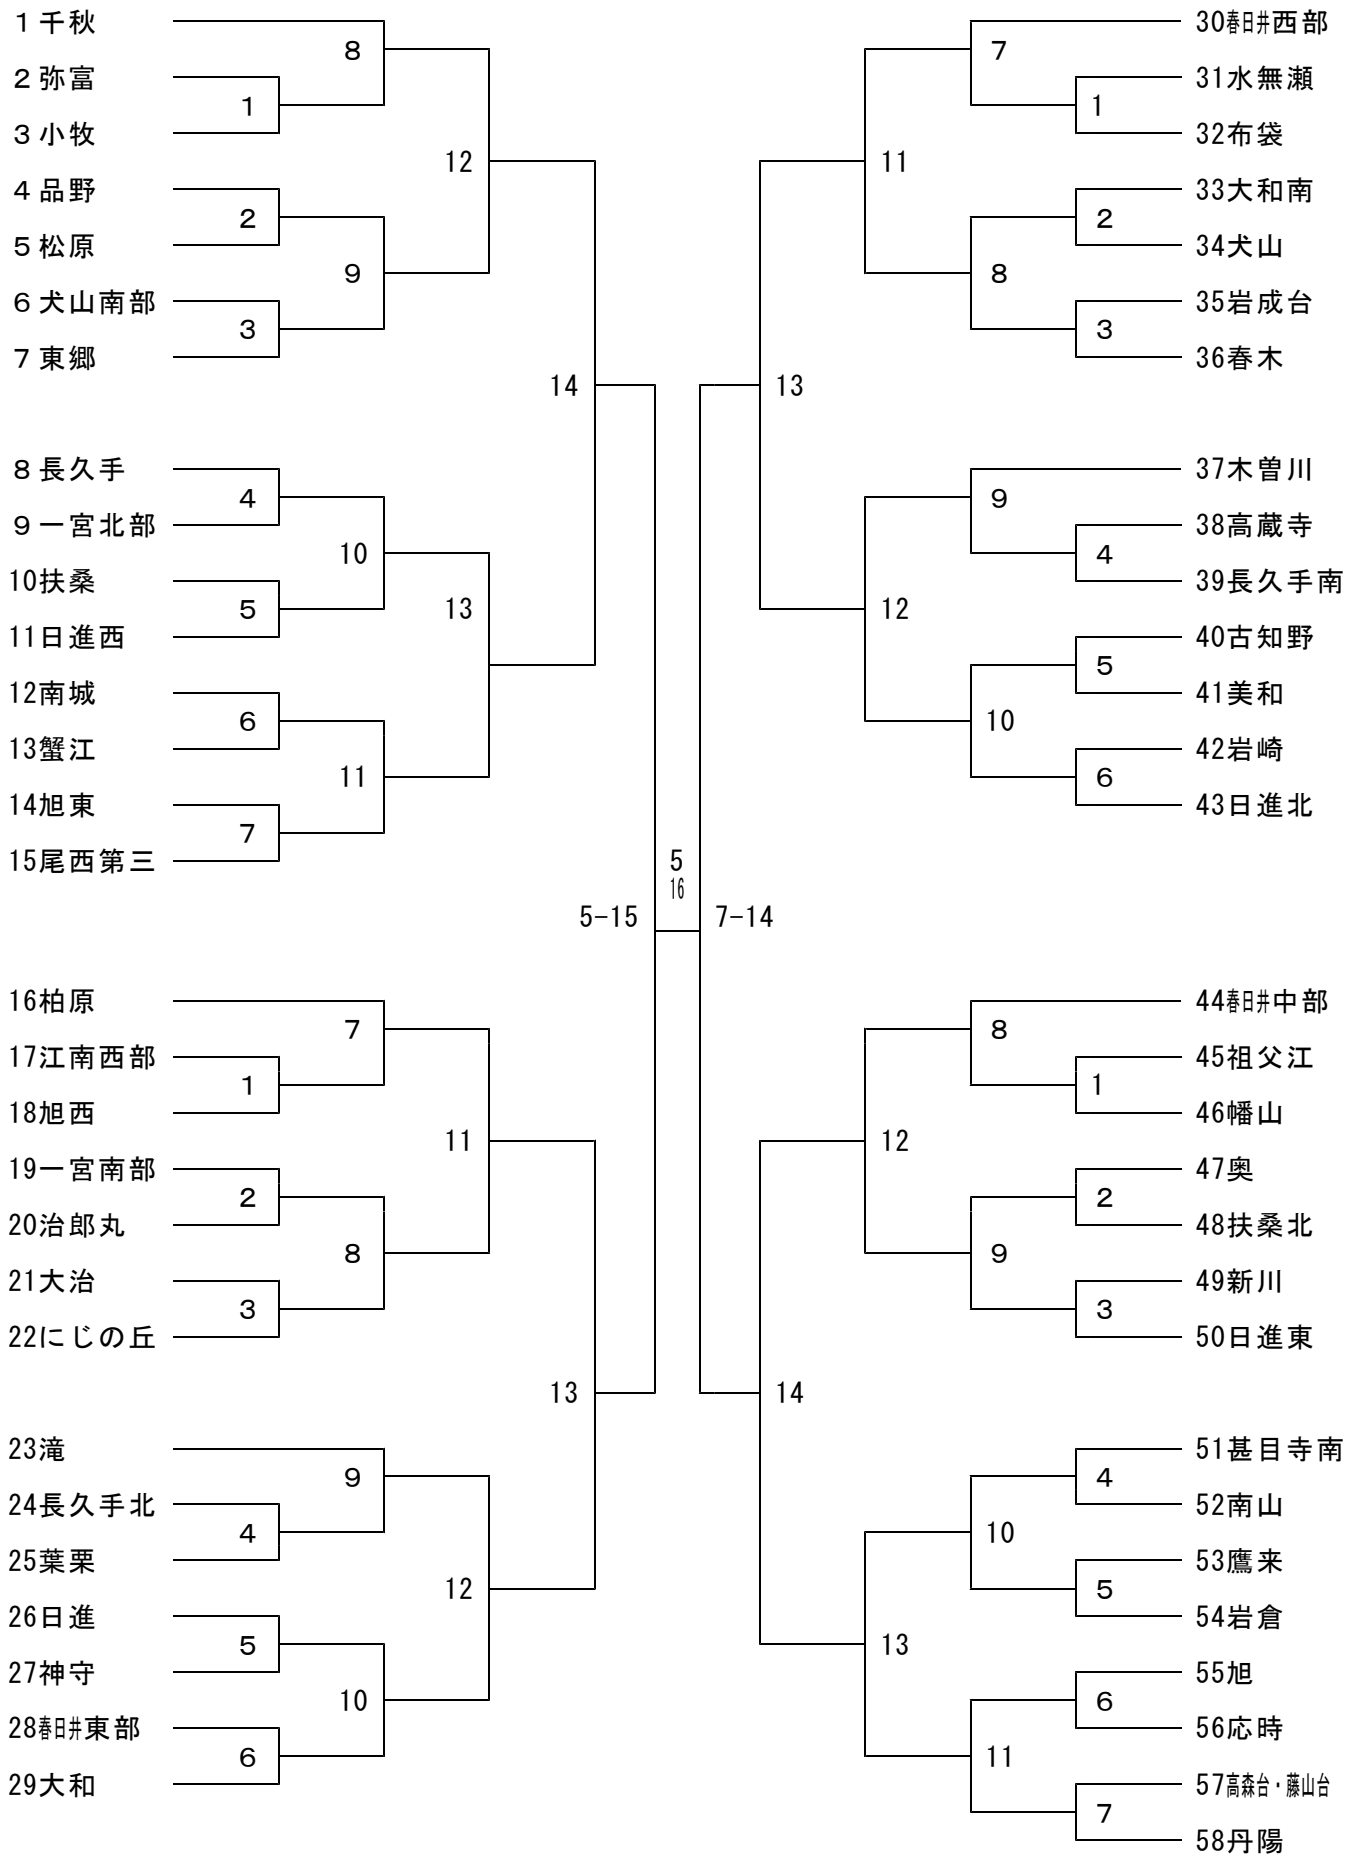 1 千秋
8
2 弥富
1
3 小牧
12
4 品野
2
5 松原
9
6 犬山南部
3
7 東郷
14
8 長久手
4
9 一宮北部
10
10扶桑
5
11日進西
13
12南城
6
13蟹江
11
14旭東
7
15尾西第三
5
16
5-15
7-14
16柏原
7
17江南西部
1
18旭西
11
19一宮南部
2
20治郎丸
8
21大治
3
22にじの丘
13
23滝
9
24長久手北
4
25葉栗
12
26日進
5
27神守
10
28春日井東部
6
29大和
30春日井西部
7
31水無瀬
1
32布袋
11
33大和南
2
34犬山
8
35岩成台
3
36春木
13
37木曽川
9
38高蔵寺
4
39長久手南
12
40古知野
5
41美和
10
42岩崎
6
43日進北
44春日井中部
8
45祖父江
1
46幡山
12
47奥
2
48扶桑北
9
49新川
3
50日進東
14
51甚目寺南
4
52南山
10
53鷹来
5
54岩倉
13
55旭
6
56応時
11
57高森台・藤山台
7
58丹陽